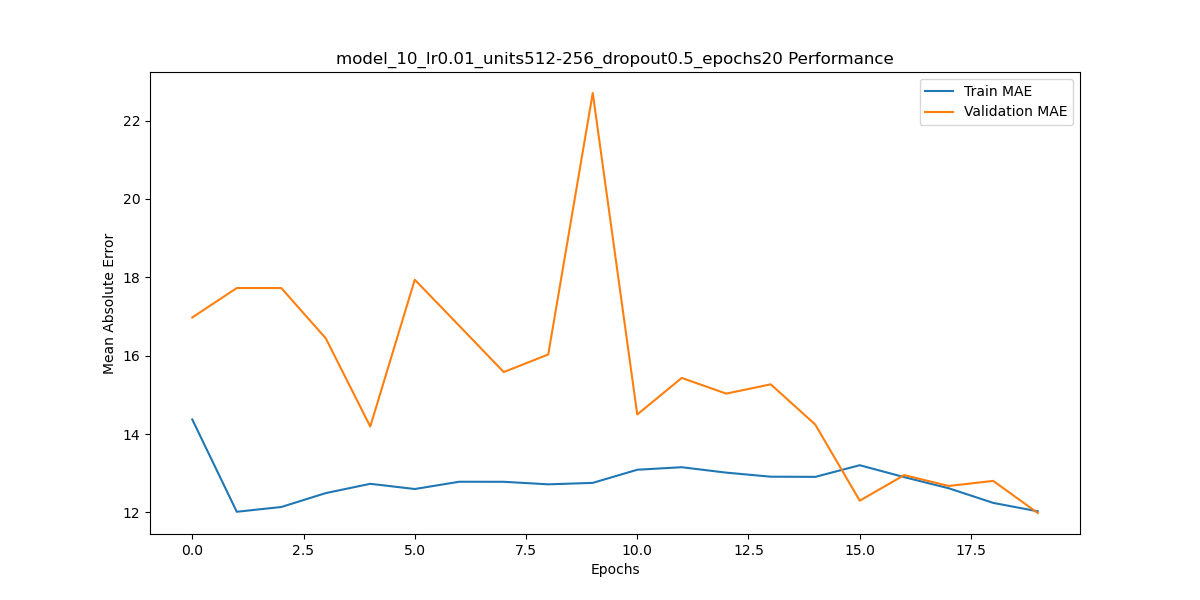 model_10_lr0.01_units512-256_dropout0.5_epochs20 Performance
Train MAE
Validation MAE
Mean Absolute Error
22
20
18
16
14
12
0.0 2.5 5.0 7.5 10.0 12.5 15.0 17.5
Epochs